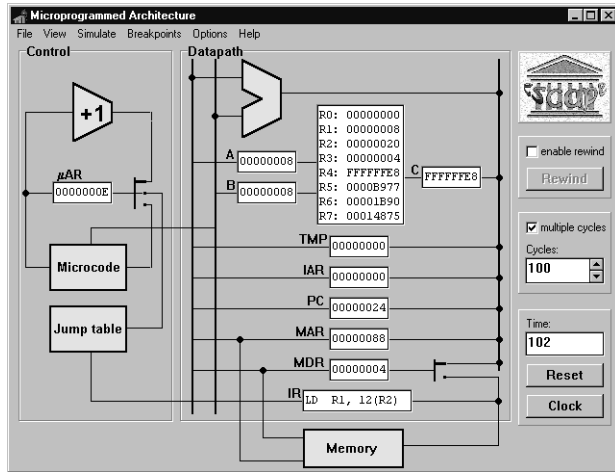 Microprogrammed Architecture
File View Simulate Breakpoints Options Help
Control
Datapath
+1
µAR
0000000E
Microcode
Jump table
A
00000008
B
00000008
R0: 00000000
R1: 00000008
R2: 00000020
R3: 00000004
R4: FFFFFFE8
R5: 0000B977
R6: 00001B90
R7: 00014875
C
FFFFFFE8
TMP
00000000
IAR
00000000
PC
00000024
MAR
00000088
MDR
00000004
IR
LD R1, 12(R2)
Memory
enable rewind
Rewind
multiple cycles
Cycles:
100
Time:
102
Reset
Clock